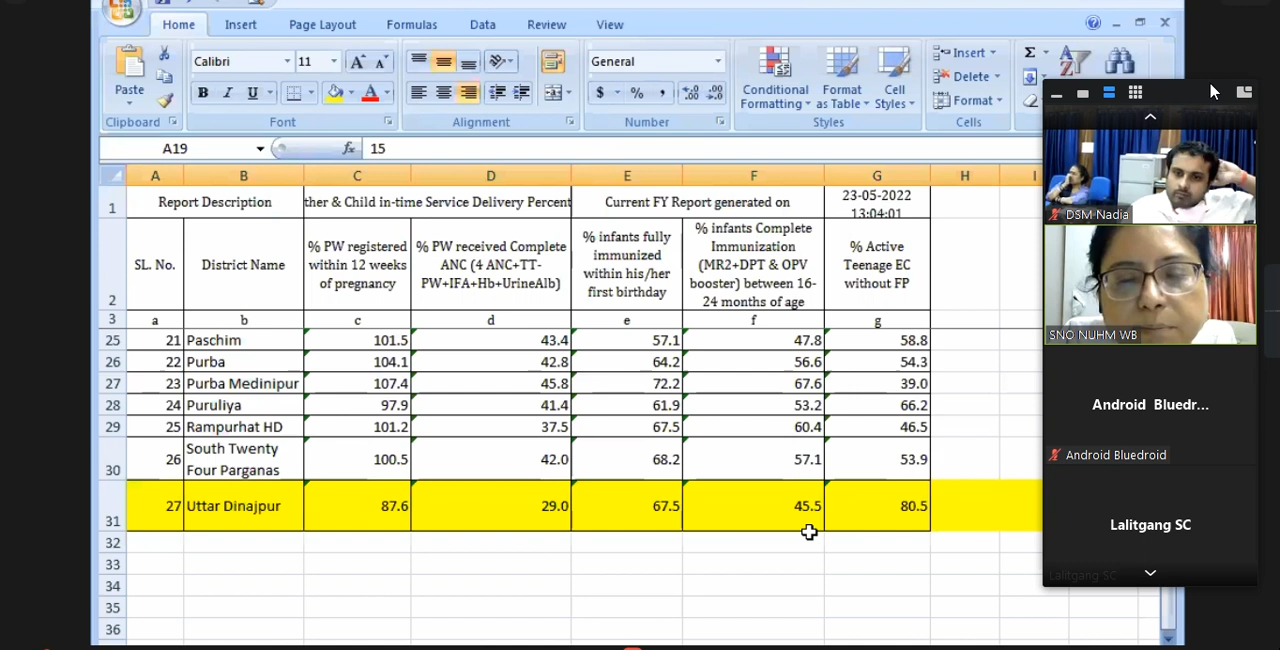 Home Insert Page Layout Formulas Data Review View
Calibri 11 General Insert
Paste Conditional Format Cell Delete
B I U $ % , Formatting as Table Styles Format
Clipboard Font Alignment Number Styles Cells
A19 fx 15
A B C D E F G H I
1 Report Description ther & Child in-time Service Delivery Percent Current FY Report generated on 23-05-2022 13:04:01
2 SL. No. District Name % PW registered within 12 weeks of pregnancy % PW received Complete ANC (4 ANC+TT-PW+IFA+Hb+UrineAlb) % infants fully immunized within his/her first birthday % infants Complete Immunization (MR2+DPT & OPV booster) between 16-24 months of age % Active Teenage EC without FP
3 a b c d e f g
25 21 Paschim 101.5 43.4 57.1 47.8 58.8
26 22 Purba 104.1 42.8 64.2 56.6 54.3
27 23 Purba Medinipur 107.4 45.8 72.2 67.6 39.0
28 24 Puruliya 97.9 41.4 61.9 53.2 66.2
29 25 Rampurhat HD 101.2 37.5 67.5 60.4 46.5
30 26 South Twenty Four Parganas 100.5 42.0 68.2 57.1 53.9
31 27 Uttar Dinajpur 87.6 29.0 67.5 45.5 80.5
32
33
34
35
36
DSM Nadia
SNO NUHM WB
Android Bluedr...
Android Bluedroid
Lalitgang SC
Lalitgang SC